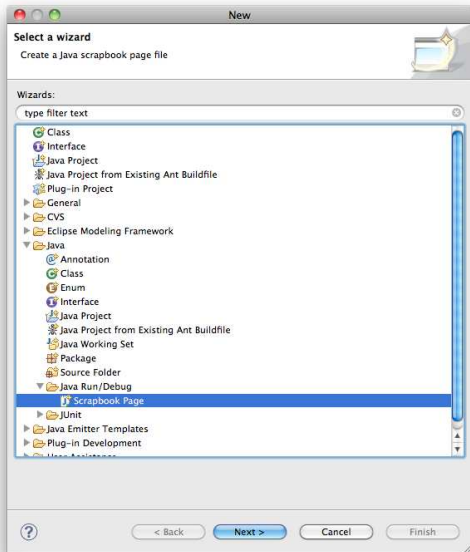 New
Select a wizard
Create a Java scrapbook page file
Wizards:
type filter text
Class
Interface
Java Project
Java Project from Existing Ant Buildfile
Plug-in Project
General
CVS
Eclipse Modeling Framework
Java
Annotation
Class
Enum
Interface
Java Project
Java Project from Existing Ant Buildfile
Java Working Set
Package
Source Folder
Java Run/Debug
Scrapbook Page
JUnit
Java Emitter Templates
Plug-in Development
User Assistance
? < Back Next > Cancel Finish